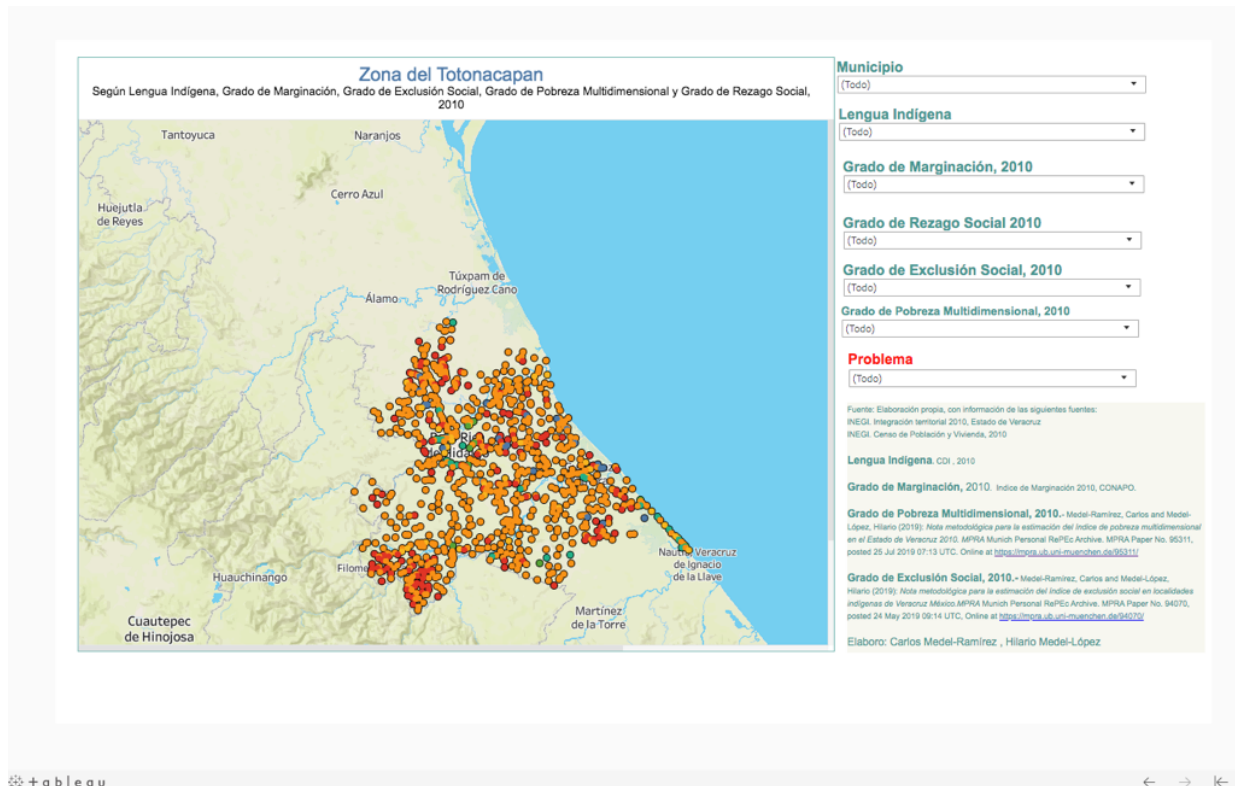 Zona del Totonacapan
Según Lengua Indígena, Grado de Marginación, Grado de Exclusión Social, Grado de Pobreza Multidimensional y Grado de Rezago Social,
2010
Tantoyuca
Naranjos
Cerro Azul
Huejutla
de Reyes
Túxpam de
Rodríguez Cano
Álamo
Huauchinango
Cuautepec
de Hinojosa
Veracruz
de Ignacio
de la Llave
Martínez
de la Torre
Municipio
(Todo)
Lengua Indígena
(Todo)
Grado de Marginación, 2010
(Todo)
Grado de Rezago Social 2010
(Todo)
Grado de Exclusión Social, 2010
(Todo)
Grado de Pobreza Multidimensional, 2010
(Todo)
Problema
(Todo)
Fuente: Elaboración propia, con información de las siguientes fuentes:
INEGI. Integración territorial 2010, Estado de Veracruz
INEGI. Censo de Población y Vivienda, 2010
Lengua Indígena. CDI , 2010
Grado de Marginación, 2010. Indice de Marginación 2010, CONAPO.
Grado de Pobreza Multidimensional, 2010.- Medel-Ramírez, Carlos and Medel-
López, Hilario (2019): Nota metodológica para la estimación del índice de pobreza multidimensional
en el Estado de Veracruz 2010. MPRA Munich Personal RePEc Archive. MPRA Paper No. 95311,
posted 25 Jul 2019 07:13 UTC. Online at https://mpra.ub.uni-muenchen.de/95311/
Grado de Exclusión Social, 2010.- Medel-Ramírez, Carlos and Medel-López,
Hilario (2019): Nota metodológica para la estimación del índice de exclusión social en localidades
indígenas de Veracruz México.MPRA Munich Personal RePEc Archive. MPRA Paper No. 94070,
posted 24 May 2019 09:14 UTC, Online at https://mpra.ub.uni-muenchen.de/94070/
Elaboro: Carlos Medel-Ramírez , Hilario Medel-López
+ableau